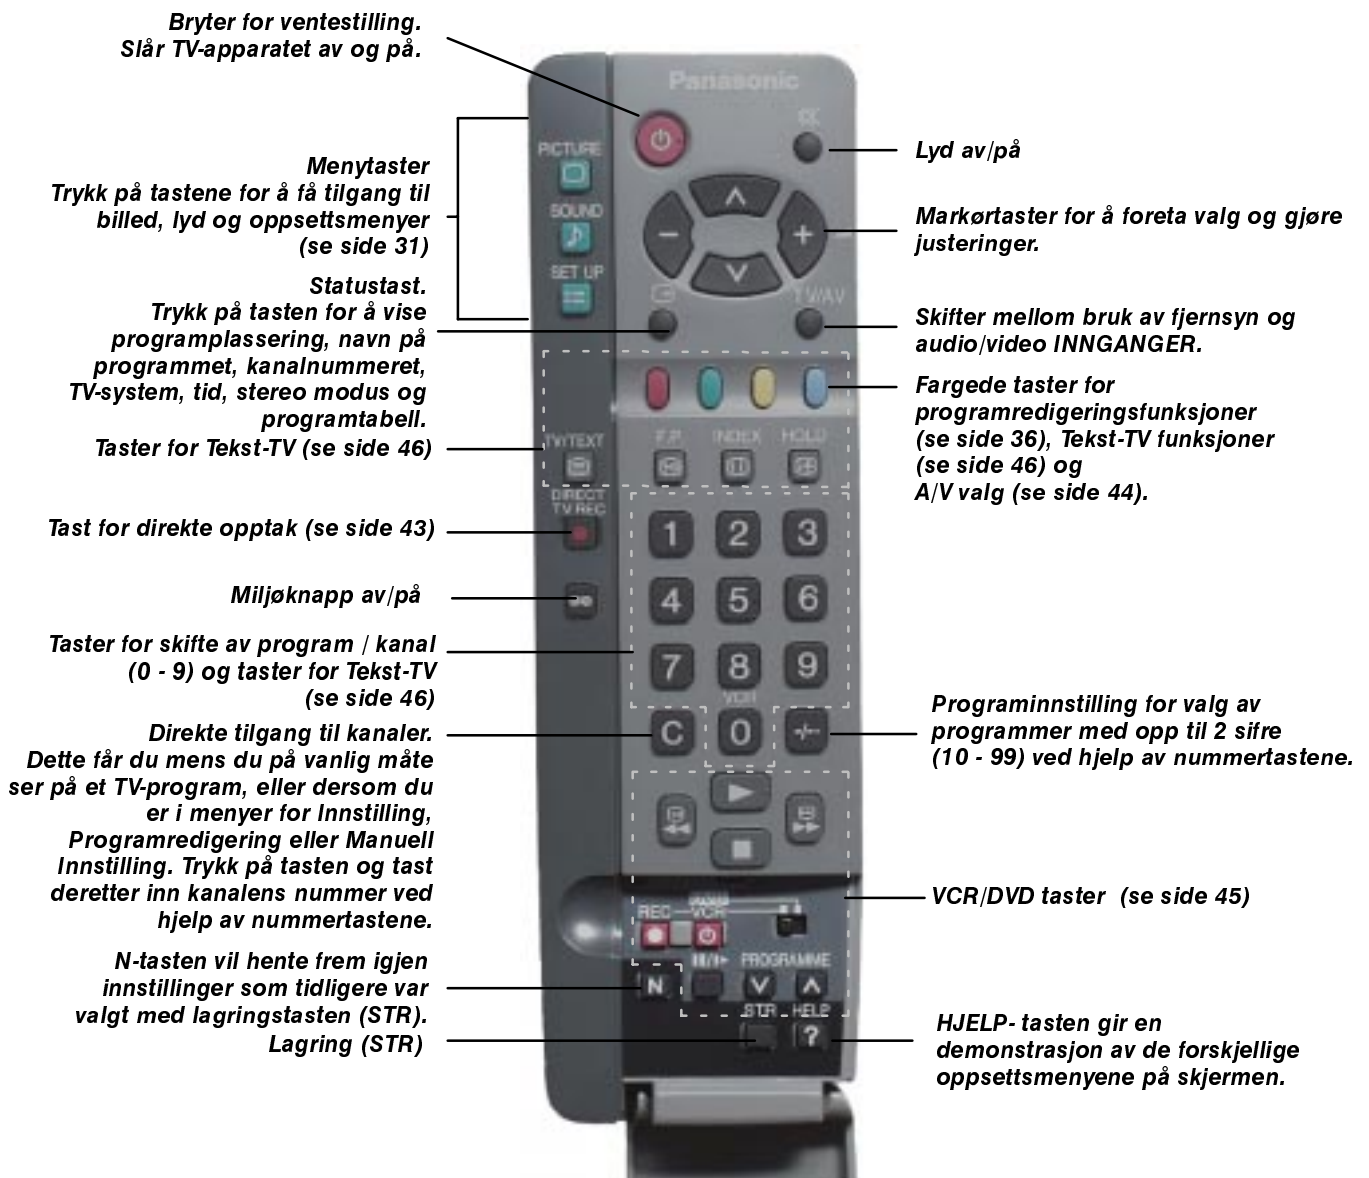 Bryter for ventestilling.
Slår TV-apparatet av og på.
Menytaster
Trykk på tastene for å få tilgang til
billed, lyd og oppsettsmenyer
(se side 31)
Statustast.
Trykk på tasten for å vise
programplassering, navn på
programmet, kanalnummeret,
TV-system, tid, stereo modus og
programtabell.
Taster for Tekst-TV (se side 46)
Tast for direkte opptak (se side 43)
Miljøknapp av/på
Taster for skifte av program / kanal
(0 - 9) og taster for Tekst-TV
(se side 46)
Direkte tilgang til kanaler.
Dette får du mens du på vanlig måte
ser på et TV-program, eller dersom du
er i menyer for Innstilling,
Programredigering eller Manuell
Innstilling. Trykk på tasten og tast
deretter inn kanalens nummer ved
hjelp av nummertastene.
N-tasten vil hente frem igjen
innstillinger som tidligere var
valgt med lagringstasten (STR).
Lagring (STR)
Panasonic
PICTURE
SOUND
SET UP
TV/AV
TV/TEXT
F.P.
INDEX
HOLD
DIRECT
TV REC
1 2 3
4 5 6
7 8 9
VCR
C 0 -/--
REC
VCR
PROGRAMME
N
STR
HELP
?
Lyd av/på
Markørtaster for å foreta valg og gjøre
justeringer.
Skifter mellom bruk av fjernsyn og
audio/video INNGANGER.
Fargede taster for
programredigeringsfunksjoner
(se side 36), Tekst-TV funksjoner
(se side 46) og
A/V valg (se side 44).
Programinnstilling for valg av
programmer med opp til 2 sifre
(10 - 99) ved hjelp av nummertastene.
VCR/DVD taster (se side 45)
HJELP- tasten gir en
demonstrasjon av de forskjellige
oppsettsmenyene på skjermen.